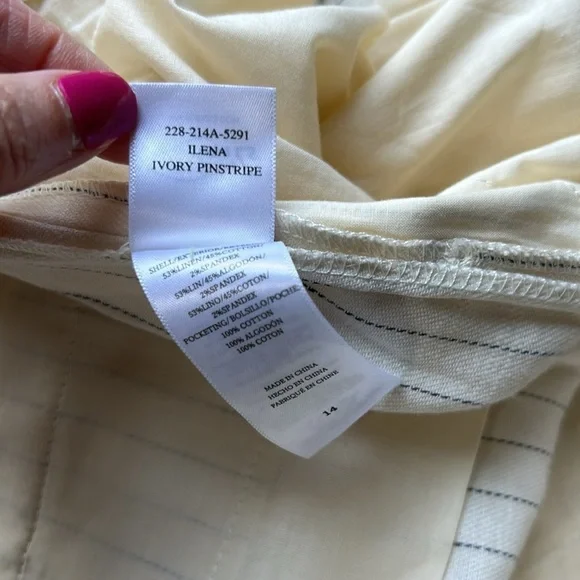 228-214A-5291
ILENA
IVORY PINSTRIPE
53%LINEN/45%COTTON/
2%SPANDEX
53%LIN/45%ALGODÓN/
2%SPANDEX
53%LINO/45%COTON/
2%SPANDEX
POCKETING/BOLSILLO/POCHE
100% COTTON
100% ALGODÓN
100% COTON
MADE IN CHINA
HECHO EN CHINA
FABRIQUÉ EN CHINE
14